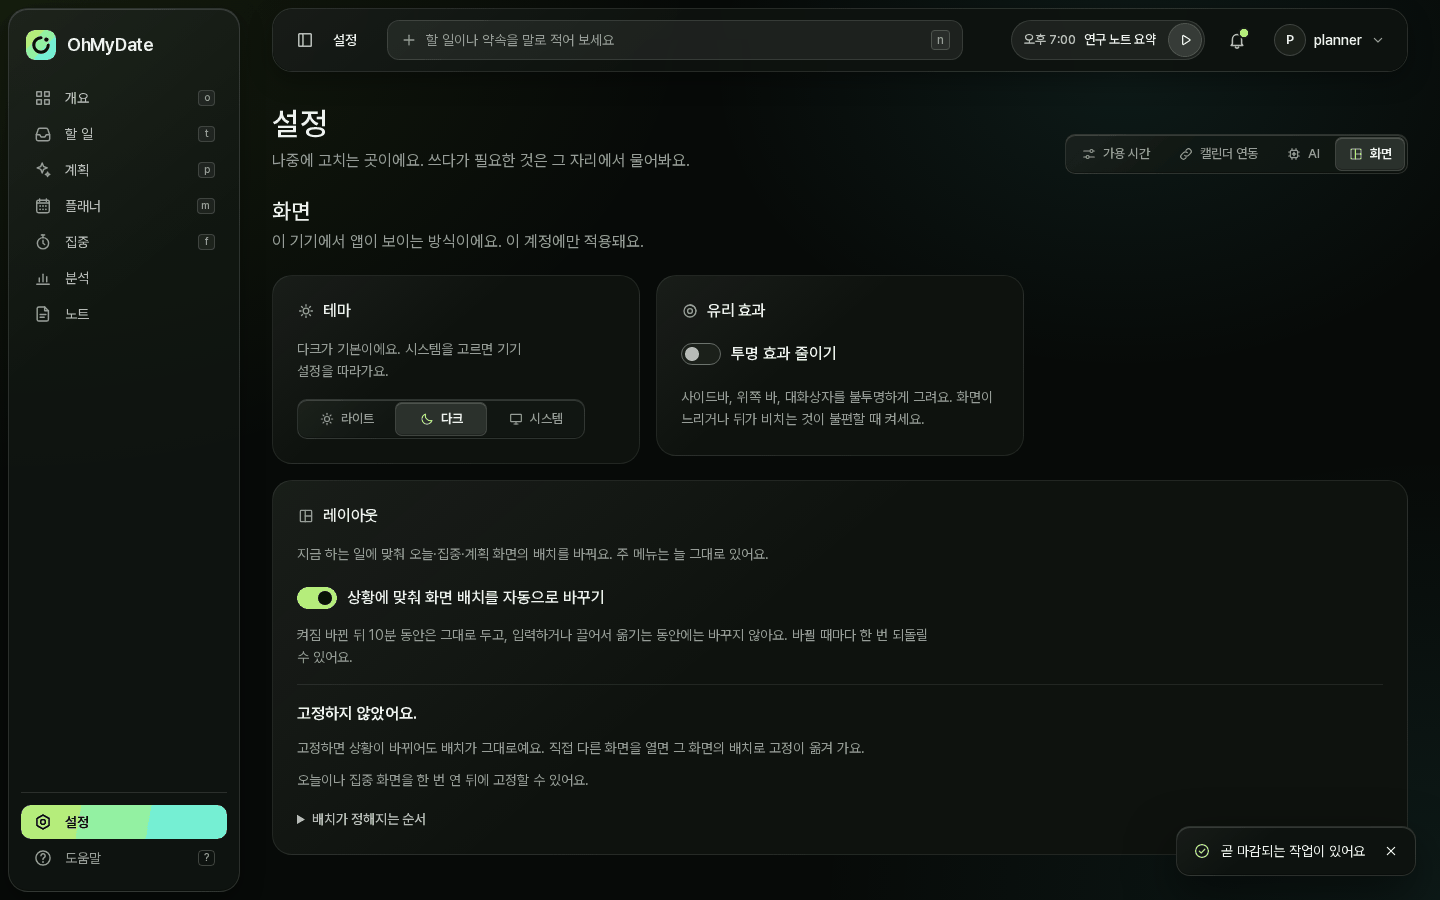 OhMyDate
개요 o
할 일 t
계획 p
플래너 m
집중 f
분석
노트
설정
도움말 ?
설정
할 일이나 약속을 말로 적어 보세요 n
오후 7:00 연구 노트 요약
P planner
설정
나중에 고치는 곳이에요. 쓰다가 필요한 것은 그 자리에서 물어봐요.
가용 시간 캘린더 연동 AI 화면
화면
이 기기에서 앱이 보이는 방식이에요. 이 계정에만 적용돼요.
테마
다크가 기본이에요. 시스템을 고르면 기기
설정을 따라가요.
라이트 다크 시스템
유리 효과
투명 효과 줄이기
사이드바, 위쪽 바, 대화상자를 불투명하게 그려요. 화면이
느리거나 뒤가 비치는 것이 불편할 때 켜세요.
레이아웃
지금 하는 일에 맞춰 오늘·집중·계획 화면의 배치를 바꿔요. 주 메뉴는 늘 그대로 있어요.
상황에 맞춰 화면 배치를 자동으로 바꾸기
켜짐 바뀐 뒤 10분 동안은 그대로 두고, 입력하거나 끌어서 옮기는 동안에는 바꾸지 않아요. 바뀔 때마다 한 번 되돌릴
수 있어요.
고정하지 않았어요.
고정하면 상황이 바뀌어도 배치가 그대로예요. 직접 다른 화면을 열면 그 화면의 배치로 고정이 옮겨 가요.
오늘이나 집중 화면을 한 번 연 뒤에 고정할 수 있어요.
배치가 정해지는 순서
곧 마감되는 작업이 있어요